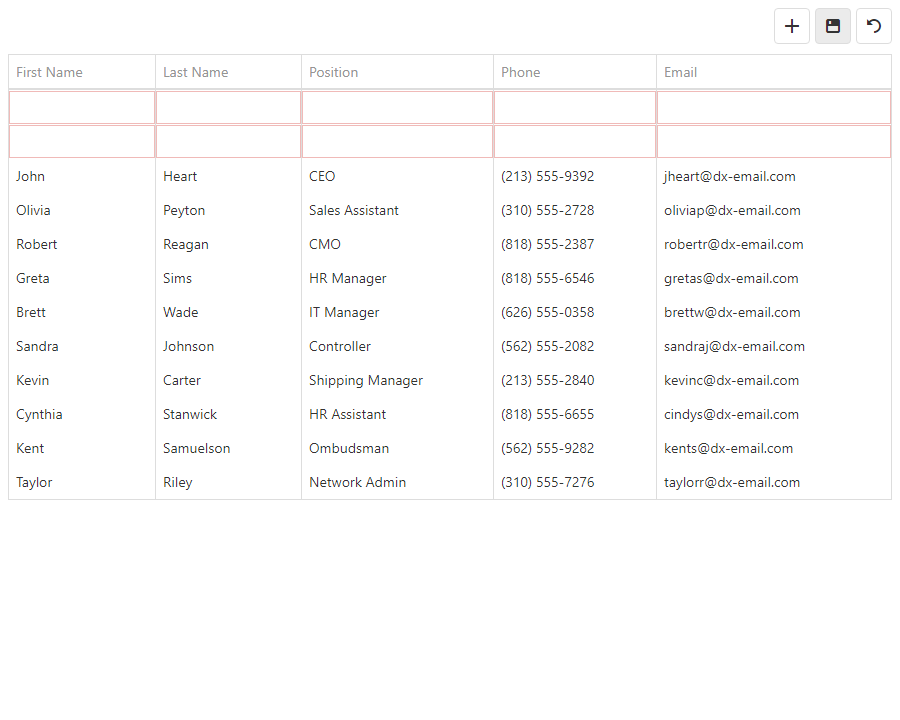 First Name Last Name Position Phone Email
John Heart CEO (213) 555-9392 jheart@dx-email.com
Olivia Peyton Sales Assistant (310) 555-2728 oliviap@dx-email.com
Robert Reagan CMO (818) 555-2387 robertr@dx-email.com
Greta Sims HR Manager (818) 555-6546 gretas@dx-email.com
Brett Wade IT Manager (626) 555-0358 brettw@dx-email.com
Sandra Johnson Controller (562) 555-2082 sandraj@dx-email.com
Kevin Carter Shipping Manager (213) 555-2840 kevinc@dx-email.com
Cynthia Stanwick HR Assistant (818) 555-6655 cindys@dx-email.com
Kent Samuelson Ombudsman (562) 555-9282 kents@dx-email.com
Taylor Riley Network Admin (310) 555-7276 taylorr@dx-email.com